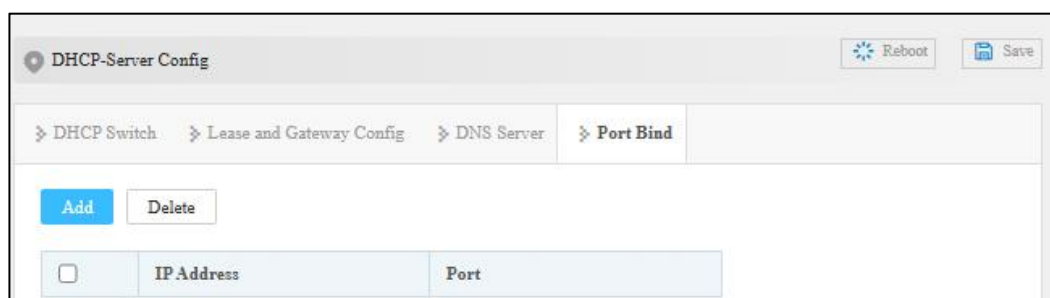 DHCP-Server Config Reboot Save
DHCP Switch Lease and Gateway Config DNS Server Port Bind
Add Delete
IP Address Port